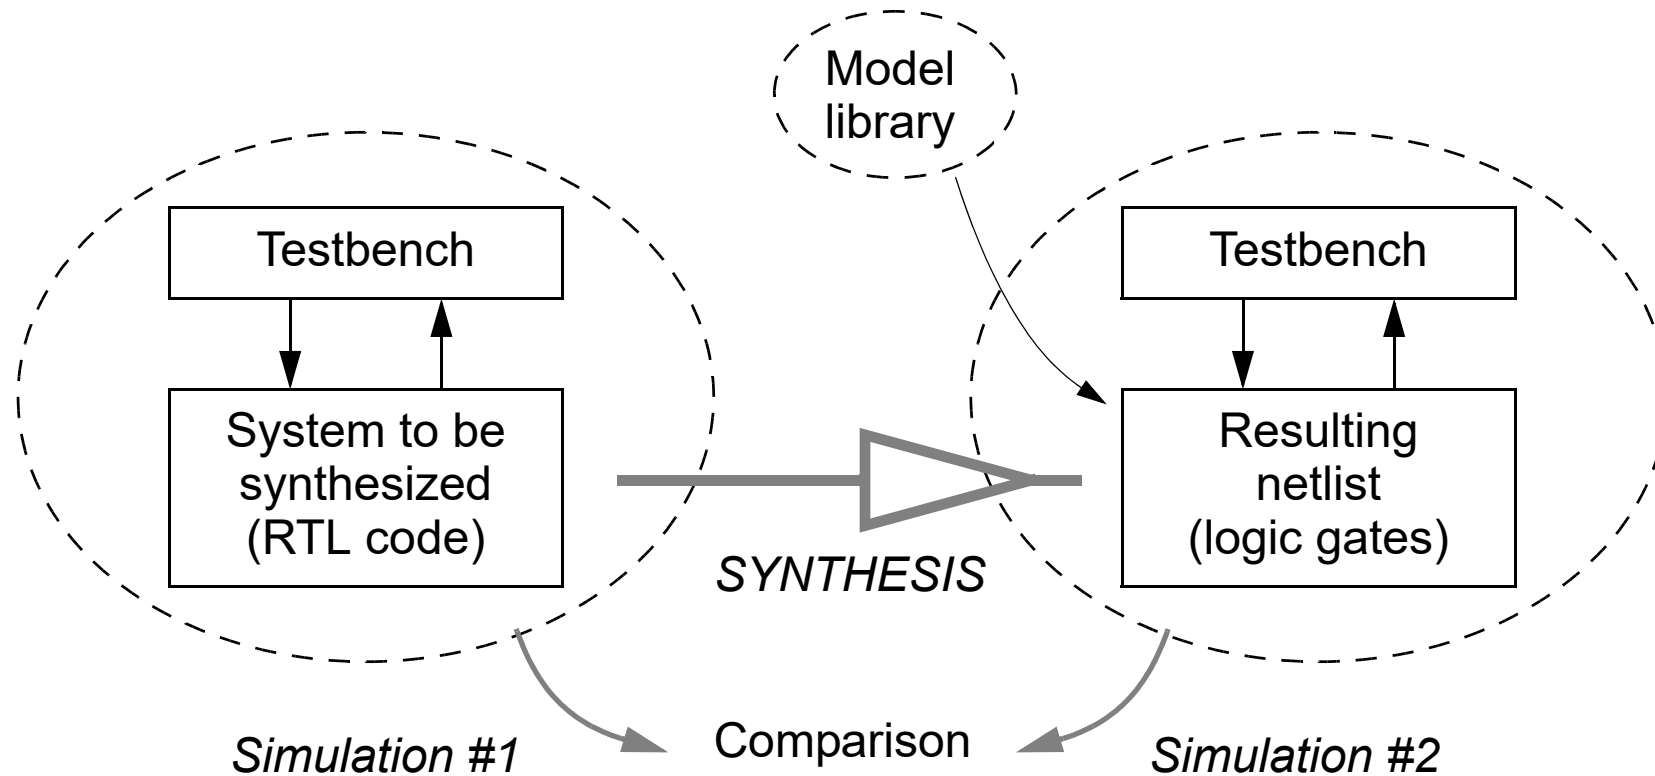 Model
library
Testbench
System to be
synthesized
(RTL code)
SYNTHESIS
Testbench
Resulting
netlist
(logic gates)
Simulation #1
Comparison
Simulation #2